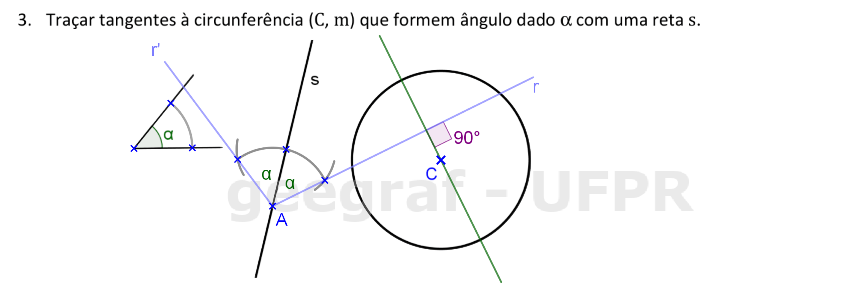 3. Traçar tangentes à circunferência (C, m) que formem ângulo dado α com uma reta s.
r'
s
r
α
90°
C
α α
geegraf - UFPR
A